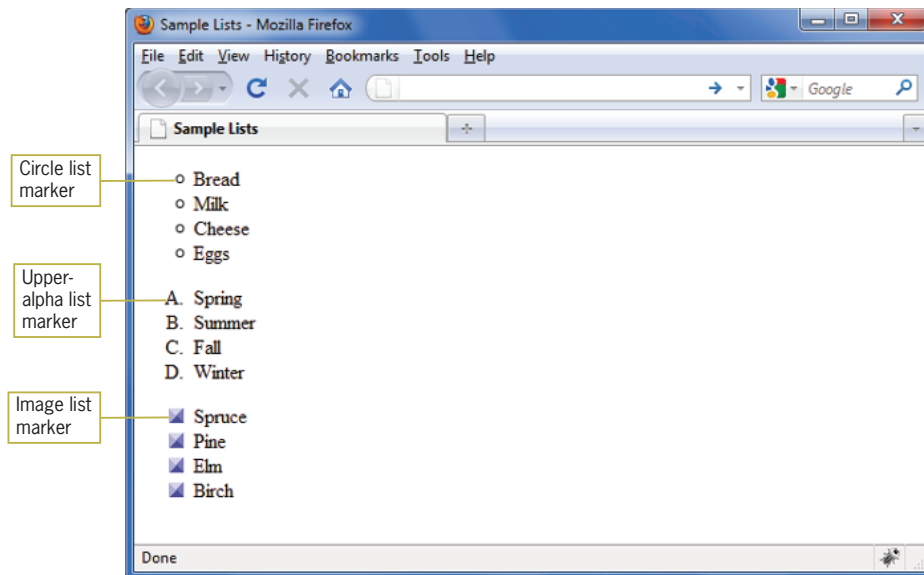 Sample Lists - Mozilla Firefox
File Edit View History Bookmarks Tools Help
Google
Sample Lists
Circle list
marker
Bread
Milk
Cheese
Eggs
Upper-
alpha list
marker
A. Spring
B. Summer
C. Fall
D. Winter
Image list
marker
Spruce
Pine
Elm
Birch
Done